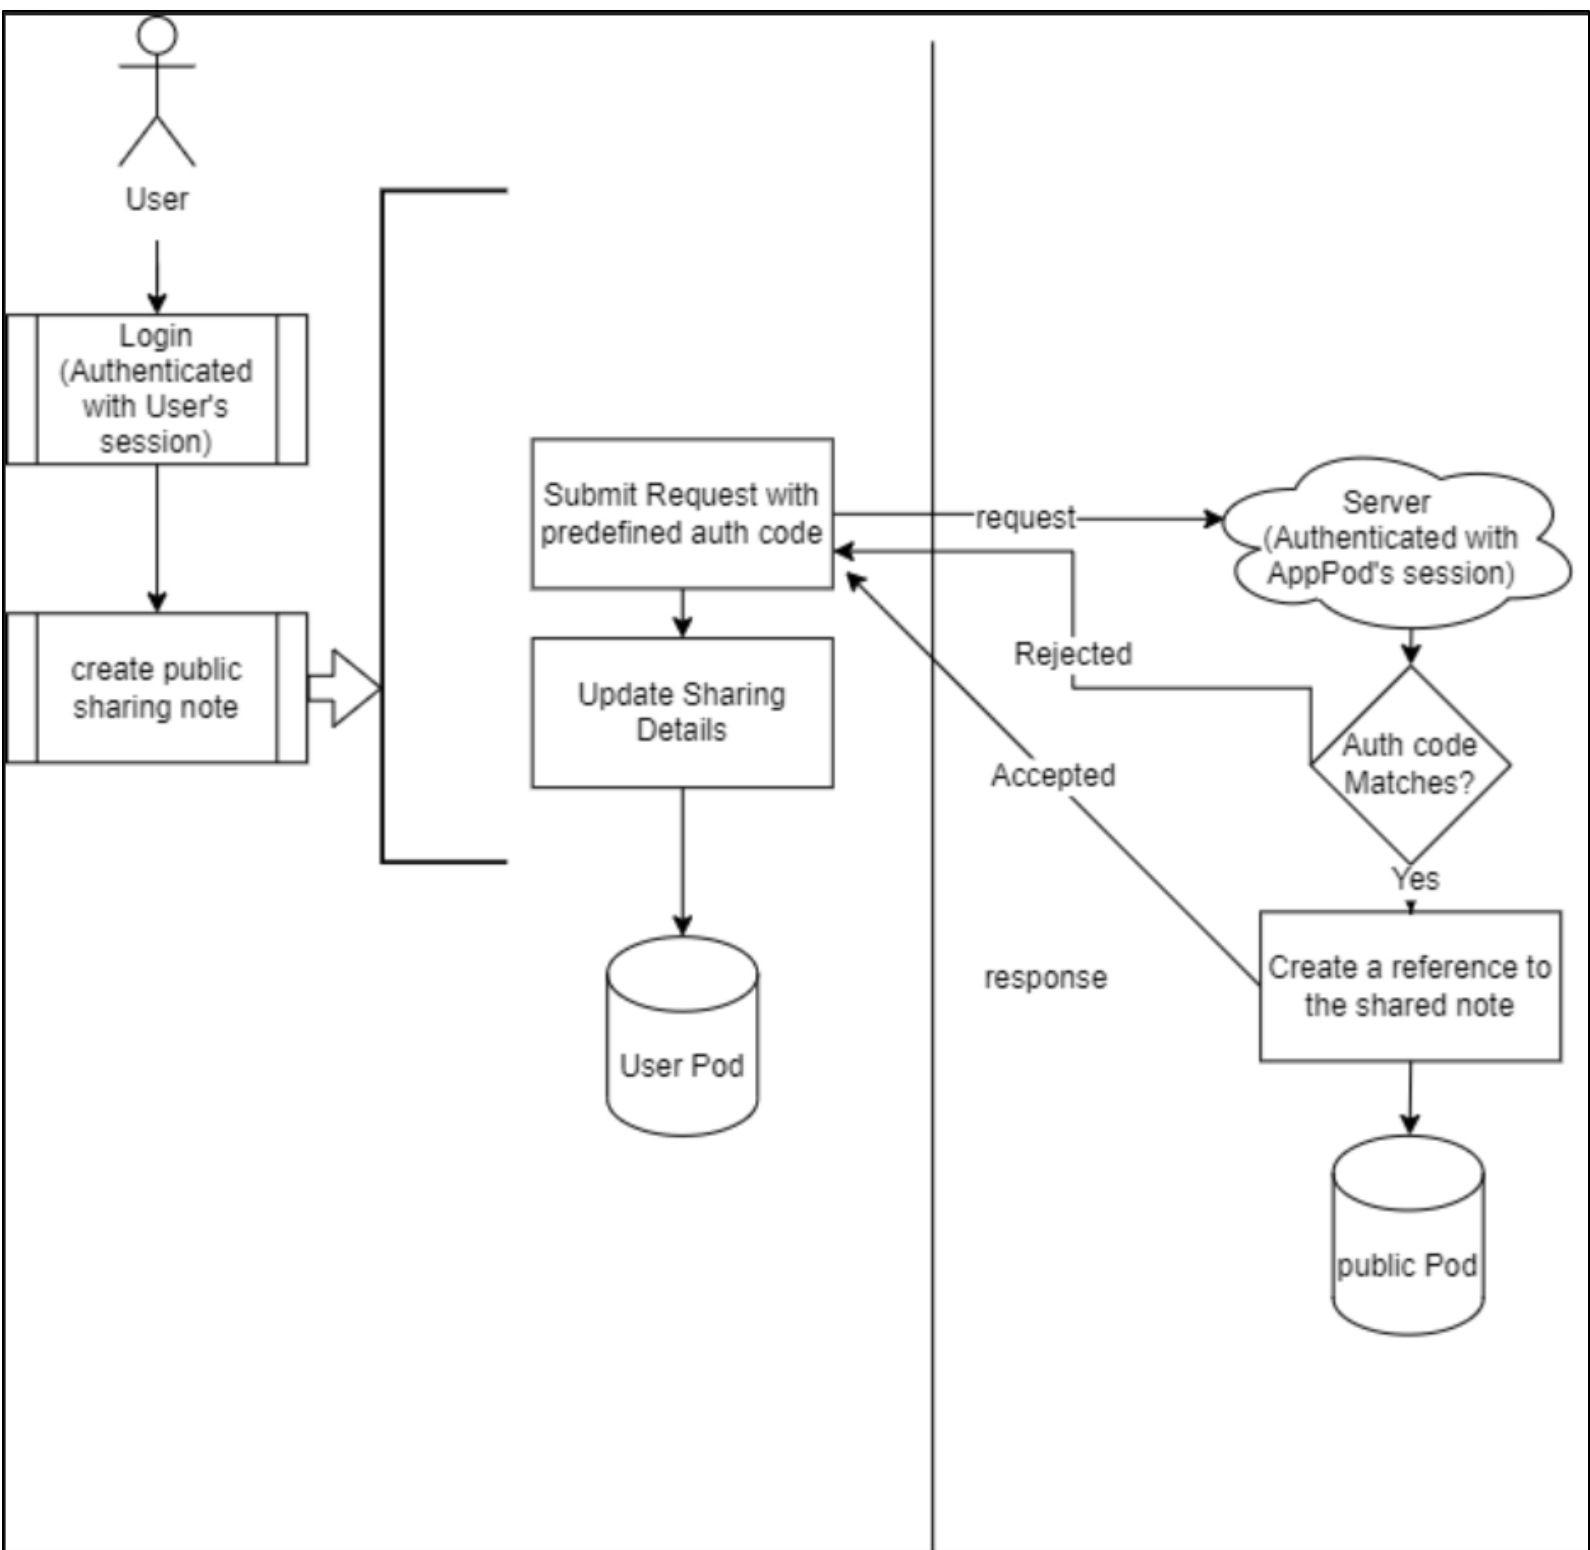 User
Login
(Authenticated
with User's
session)
create public
sharing note
Submit Request with
predefined auth code
Update Sharing
Details
User Pod
request
Rejected
Accepted
response
Server
(Authenticated with
AppPod's session)
Auth code
Matches?
Yes
Create a reference to
the shared note
public Pod